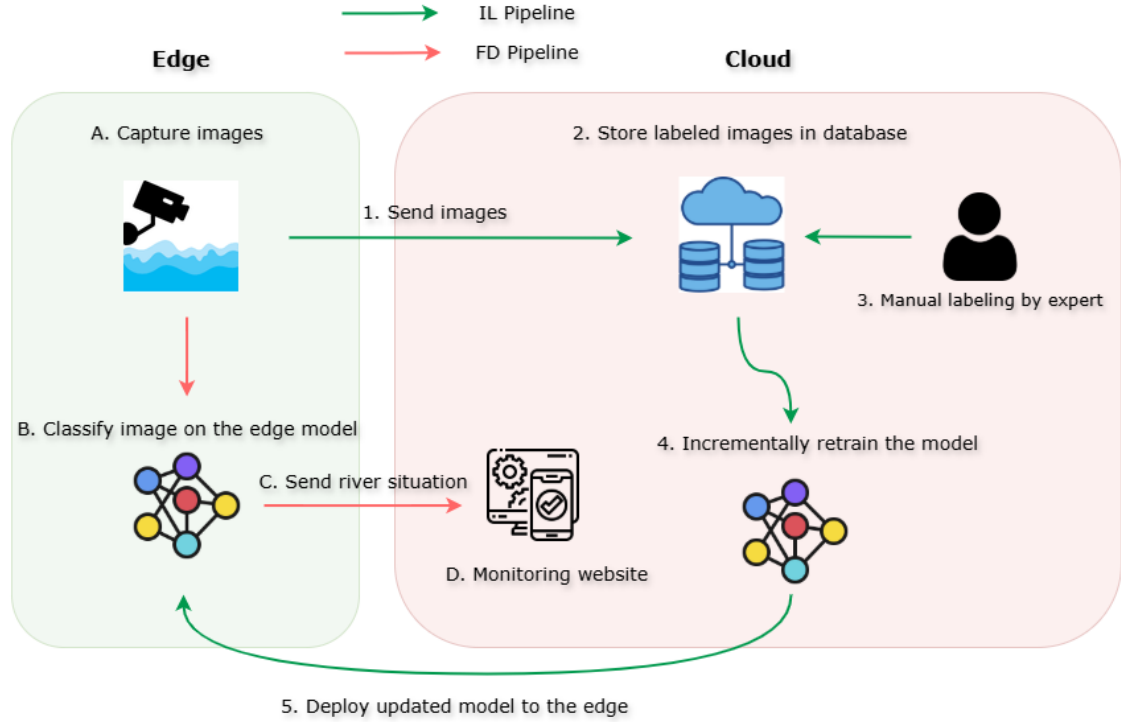 IL Pipeline
FD Pipeline
Edge
Cloud
A. Capture images
2. Store labeled images in database
1. Send images
3. Manual labeling by expert
B. Classify image on the edge model
4. Incrementally retrain the model
C. Send river situation
D. Monitoring website
5. Deploy updated model to the edge